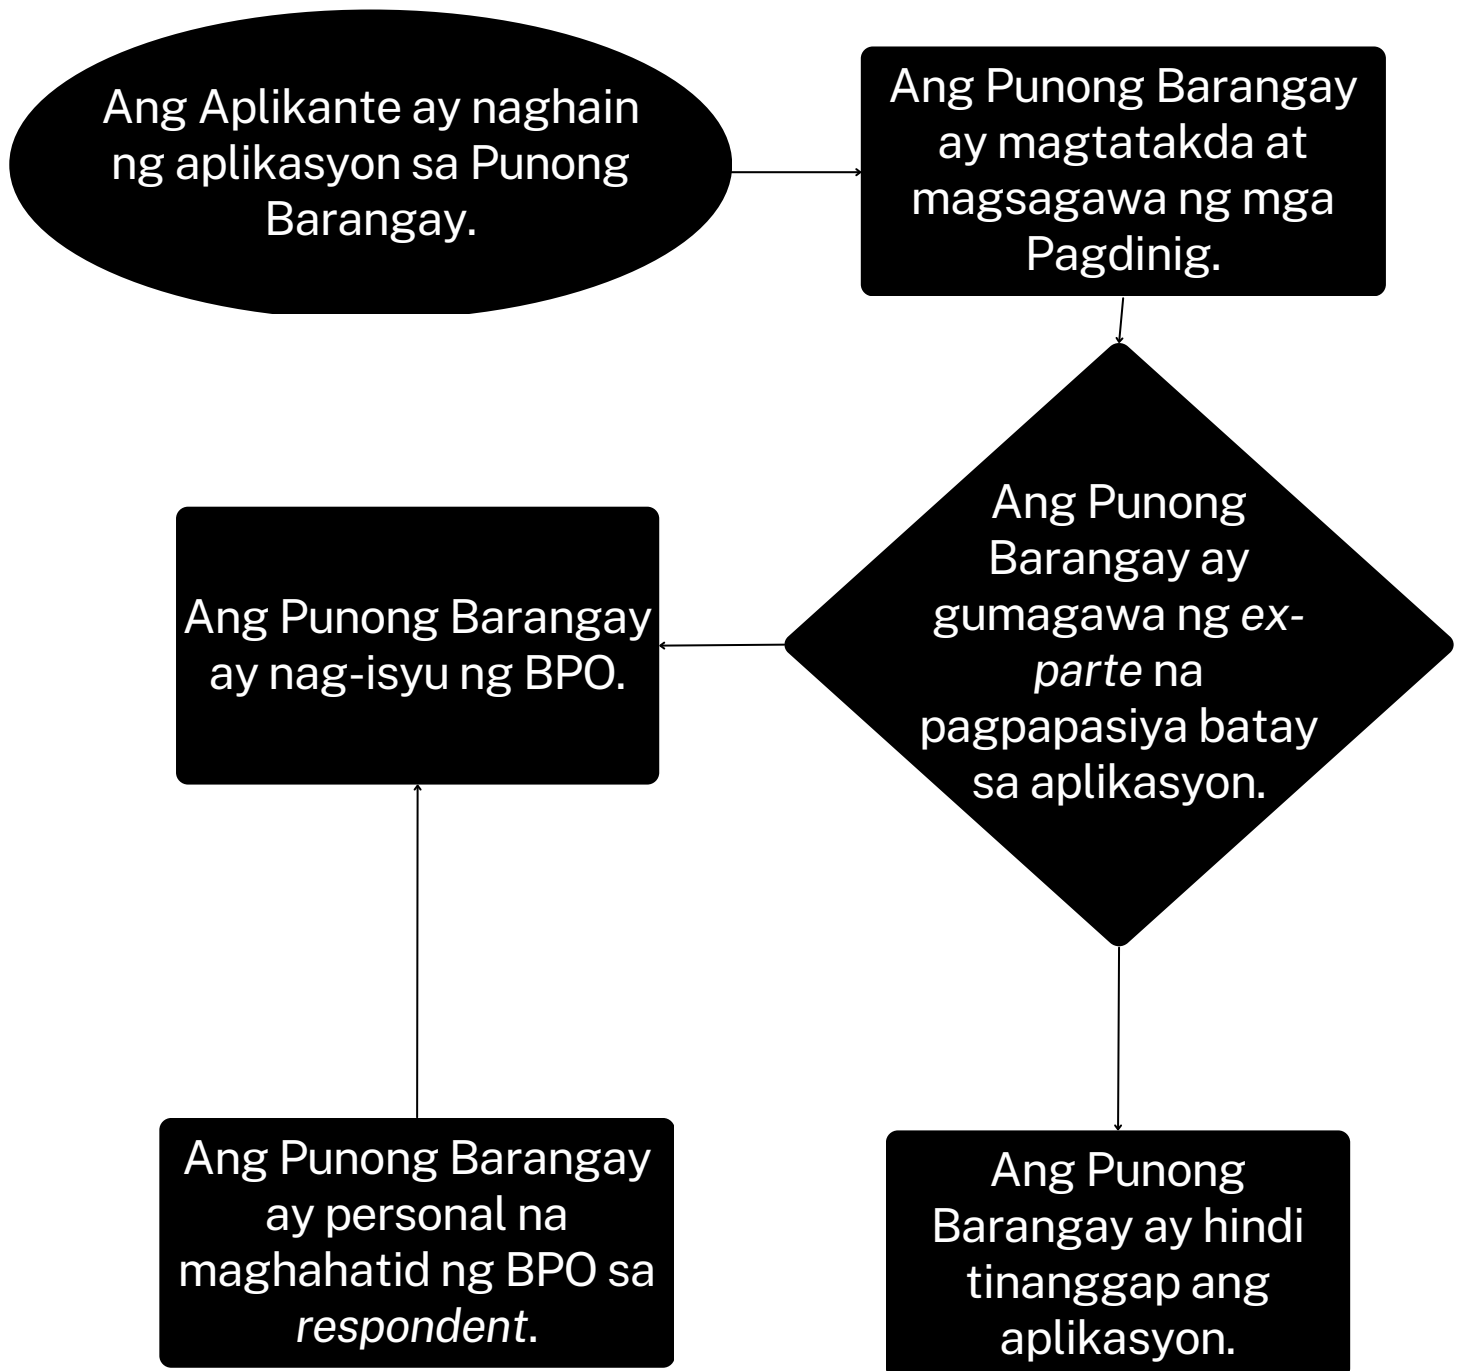 Ang Aplikante ay naghain
ng aplikasyon sa Punong
Barangay.
Ang Punong Barangay
ay magtatakda at
magsagawa ng mga
Pagdinig.
Ang Punong
Barangay ay
gumagawa ng ex-
parte na
pagpapasiya batay
sa aplikasyon.
Ang Punong Barangay
ay nag-isyu ng BPO.
Ang Punong Barangay
ay personal na
maghahatid ng BPO sa
respondent.
Ang Punong
Barangay ay hindi
tinanggap ang
aplikasyon.